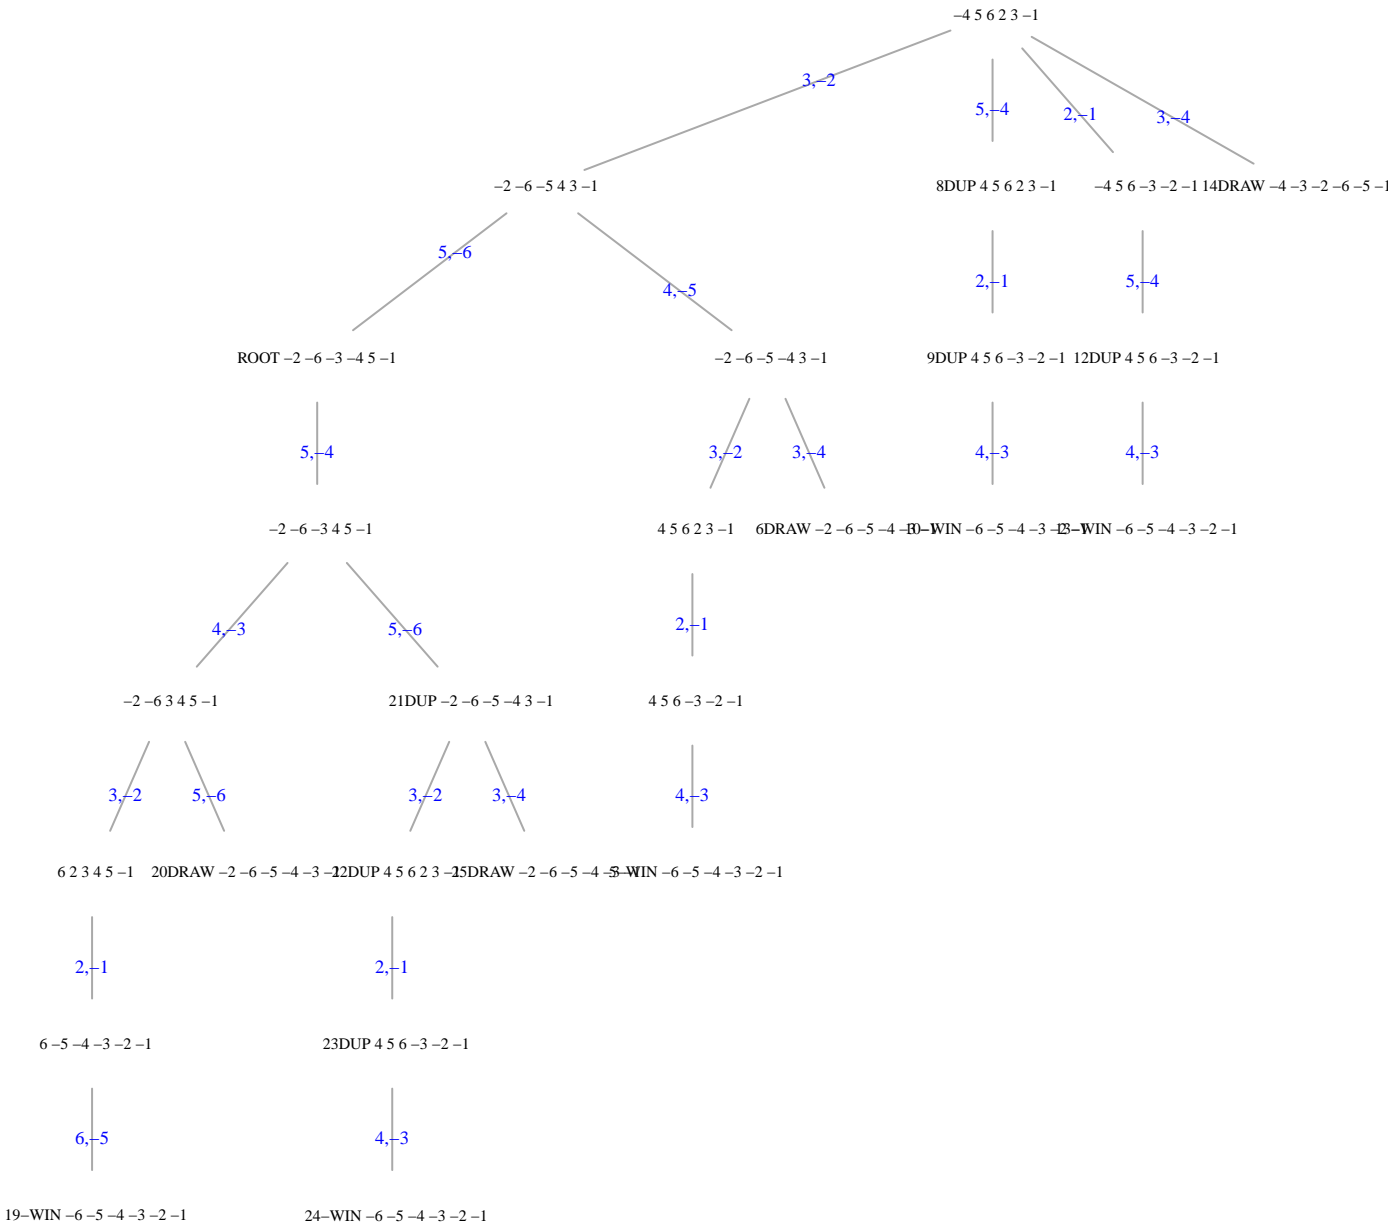 –4 5 6 2 3 –1
3,–2
5,–4
2,–1
3,–4
–2 –6 –5 4 3 –1
8DUP 4 5 6 2 3 –1
–4 5 6 –3 –2 –1
14DRAW –4 –3 –2 –6 –5 –1
5,–6
4,–5
2,–1
5,–4
ROOT –2 –6 –3 –4 5 –1
–2 –6 –5 –4 3 –1
9DUP 4 5 6 –3 –2 –1
12DUP 4 5 6 –3 –2 –1
5,–4
3,–2
3,–4
4,–3
4,–3
–2 –6 –3 4 5 –1
4 5 6 2 3 –1
6DRAW –2 –6 –5 –4 –3 –1
10–WIN –6 –5 –4 –3 –2 –1
13–WIN –6 –5 –4 –3 –2 –1
4,–3
5,–6
2,–1
–2 –6 3 4 5 –1
21DUP –2 –6 –5 –4 3 –1
4 5 6 –3 –2 –1
3,–2
5,–6
3,–2
3,–4
4,–3
6 2 3 4 5 –1
20DRAW –2 –6 –5 –4 –3 –1
22DUP 4 5 6 2 3 –1
25DRAW –2 –6 –5 –4 –3 –1
5–WIN –6 –5 –4 –3 –2 –1
2,–1
2,–1
6 –5 –4 –3 –2 –1
23DUP 4 5 6 –3 –2 –1
6,–5
4,–3
19–WIN –6 –5 –4 –3 –2 –1
24–WIN –6 –5 –4 –3 –2 –1